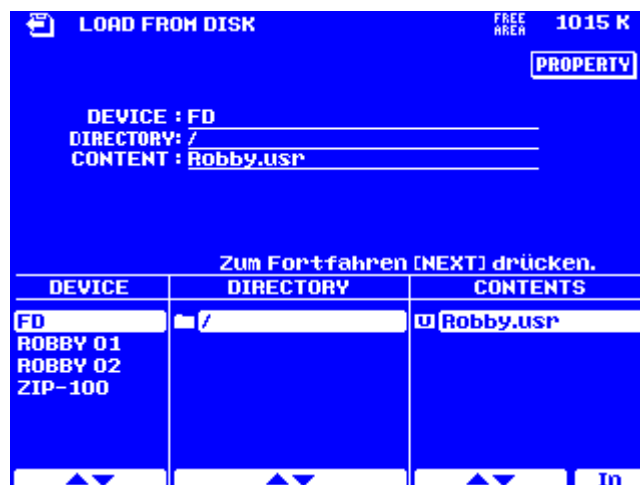 LOAD FROM DISK FREE AREA 1015 K
PROPERTY
DEVICE : FD
DIRECTORY: /
CONTENT : Robby.usr
Zum Fortfahren [NEXT] drücken.
DEVICE DIRECTORY CONTENTS
FD / U Robby.usr
ROBBY 01
ROBBY 02
ZIP-100
In